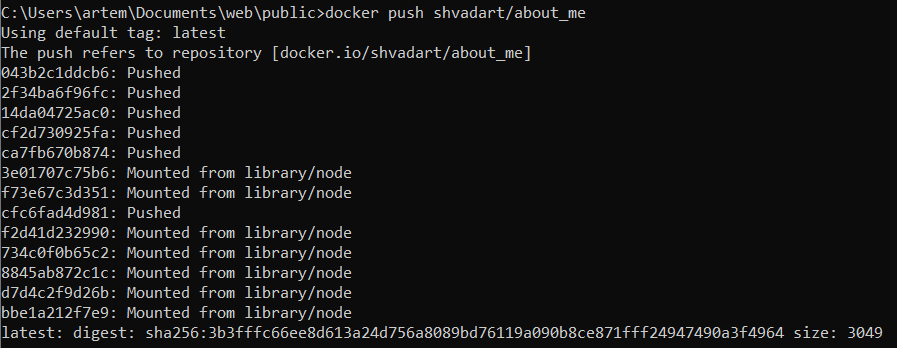 C:\Users\artem\Documents\web\public>docker push shvadart/about_me
Using default tag: latest
The push refers to repository [docker.io/shvadart/about_me]
043b2c1ddcb6: Pushed
2f34ba6f96fc: Pushed
14da04725ac0: Pushed
cf2d730925fa: Pushed
ca7fb670b874: Pushed
3e01707c75b6: Mounted from library/node
f73e67c3d351: Mounted from library/node
cfc6fad4d981: Pushed
f2d41d232990: Mounted from library/node
734c0f0b65c2: Mounted from library/node
8845ab872c1c: Mounted from library/node
d7d4c2f9d26b: Mounted from library/node
bbe1a212f7e9: Mounted from library/node
latest: digest: sha256:3b3fffc66ee8d613a24d756a8089bd76119a090b8ce871fff24947490a3f4964 size: 3049